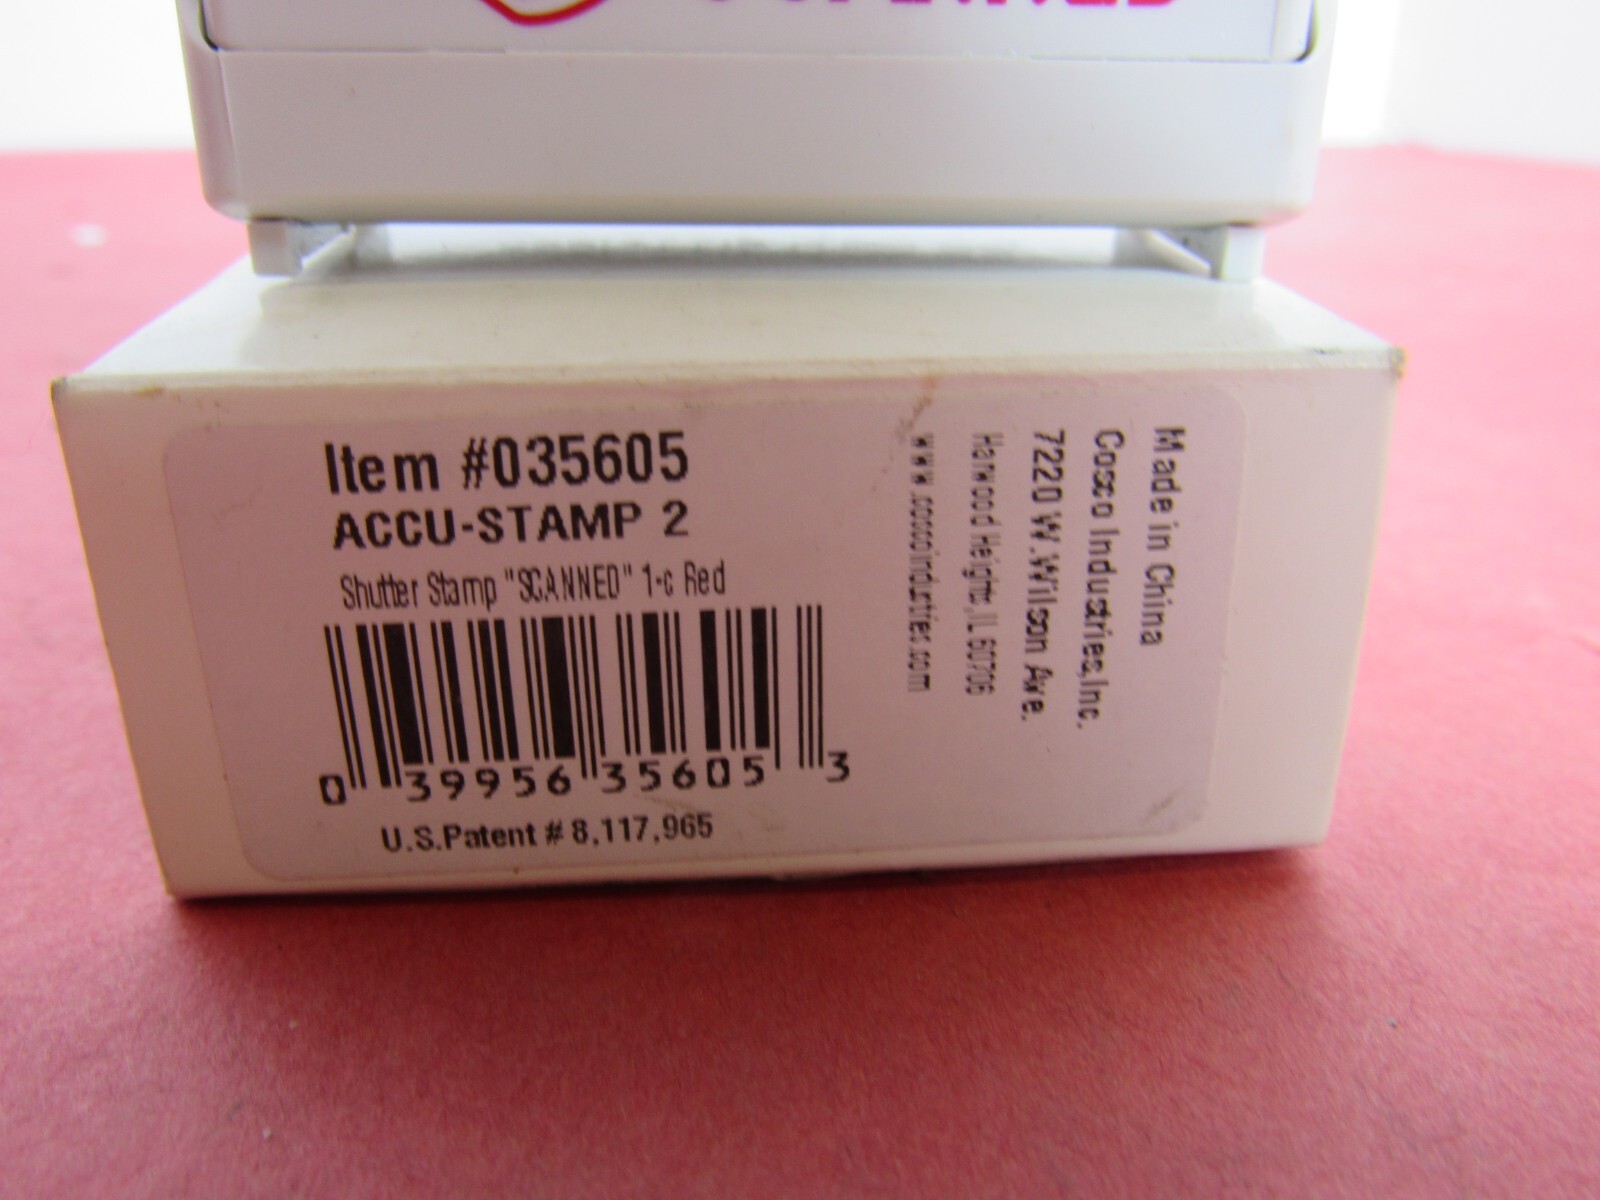 SCANNED
Item #035605
ACCU-STAMP 2
Shutter Stamp "SCANNED" 1-c Red
0 39956 35605 3
U.S.Patent # 8,117,965
Made in China
Cosco Industries,Inc.
7220 W.Wilson Ave.
Harwood Heights,IL 60706
www.coscoindustries.com